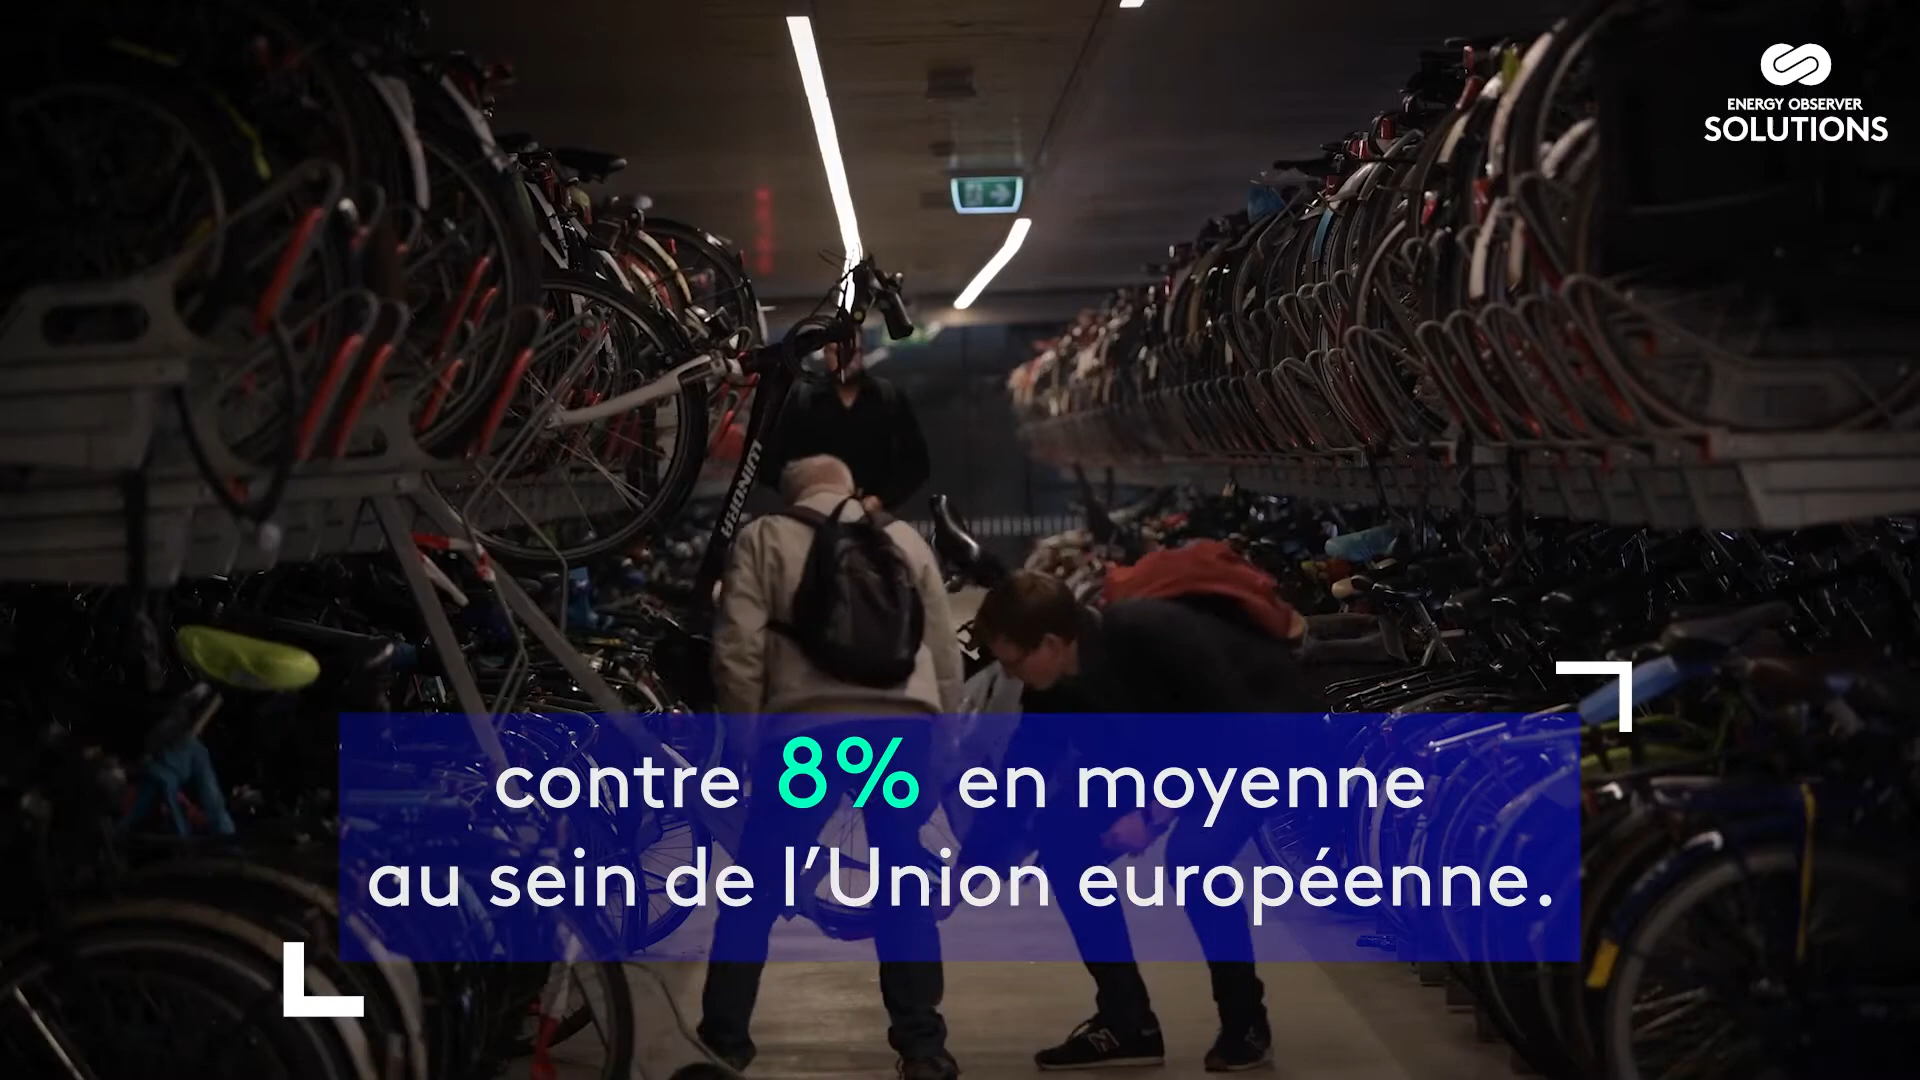 ENERGY OBSERVER
SOLUTIONS
contre 8% en moyenne
au sein de l’Union européenne.